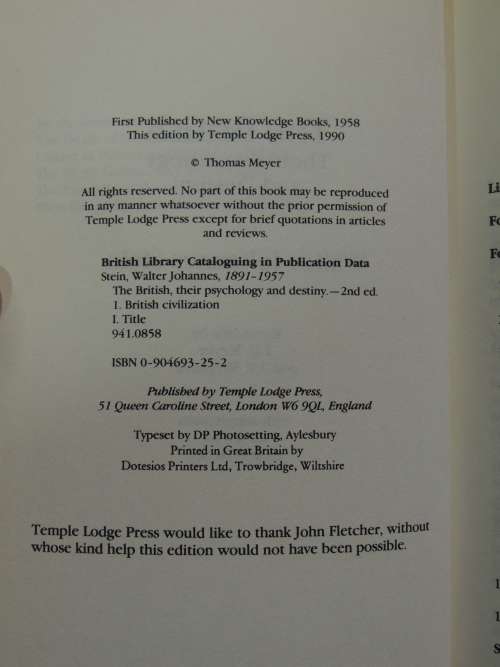 First Published by New Knowledge Books, 1958
This edition by Temple Lodge Press, 1990
© Thomas Meyer
All rights reserved. No part of this book may be reproduced
in any manner whatsoever without the prior permission of
Temple Lodge Press except for brief quotations in articles
and reviews.
British Library Cataloguing in Publication Data
Stein, Walter Johannes, 1891–1957
The British, their psychology and destiny.—2nd ed.
1. British civilization
I. Title
941.0858
ISBN 0-904693-25-2
Published by Temple Lodge Press,
51 Queen Caroline Street, London W6 9QL, England
Typeset by DP Photosetting, Aylesbury
Printed in Great Britain by
Dotesios Printers Ltd, Trowbridge, Wiltshire
Temple Lodge Press would like to thank John Fletcher, without
whose kind help this edition would not have been possible.